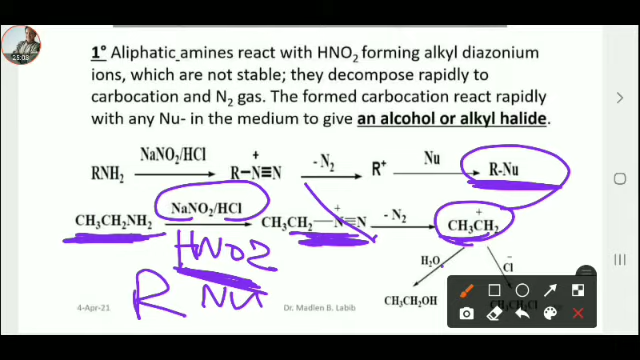 1° Aliphatic amines react with HNO2 forming alkyl diazonium
ions, which are not stable; they decompose rapidly to
carbocation and N2 gas. The formed carbocation react rapidly
with any Nu- in the medium to give an alcohol or alkyl halide.
NaNO2/HCl + - N2 Nu
RNH2 R-N≡N R+ R-Nu
NaNO2/HCl + - N2 +
CH3CH2NH2 CH3CH2-N≡N CH3CH2
HNO2
H2O Cl-
R Nu
CH3CH2OH CH3CH2Cl
4-Apr-21 Dr. Madlen B. Labib
25:08